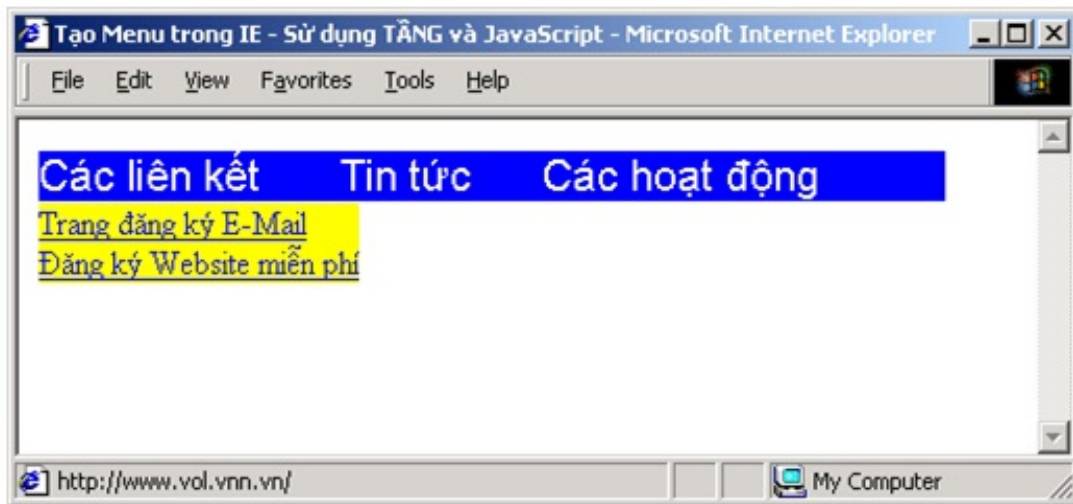 Tạo Menu trong IE - Sử dụng TẦNG và JavaScript - Microsoft Internet Explorer
File Edit View Favorites Tools Help
Các liên kết Tin tức Các hoạt động
Trang đăng ký E-Mail
Đăng ký Website miễn phí
http://www.vol.vnn.vn/ My Computer